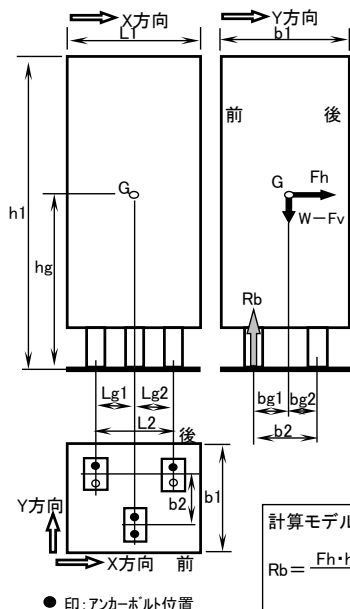 X方向
L1
Y方向
b1
前 後
h1
hg
G
G
Fh
W－Fv
Rb
Lg1 Lg2
L2
bg1 bg2
b2
後
b2
b1
Y方向
X方向 前
● 印：アンカーボルト位置
計算モデル
Rb＝ Fh・h